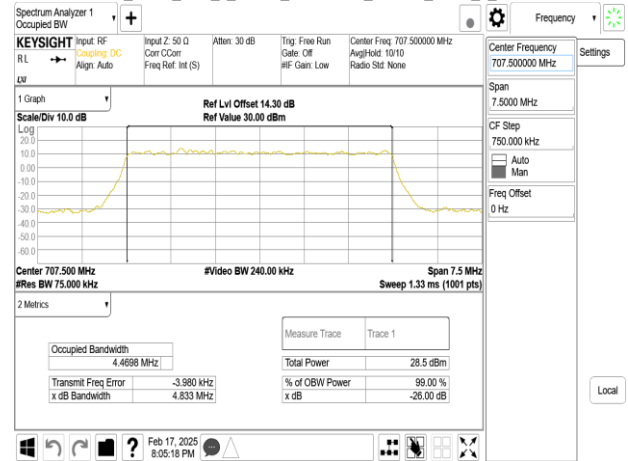 Spectrum Analyzer 1
Occupied BW
Frequency
KEYSIGHT
RL
LXI
Input: RF
Coupling: DC
Align: Auto
Input Z: 50 Ω
Corr CCorr
Freq Ref: Int (S)
Atten: 30 dB
Trig: Free Run
Gate: Off
#IF Gain: Low
Center Freq: 707.500000 MHz
Avg|Hold: 10/10
Radio Std: None
Center Frequency
707.500000 MHz
Settings
Span
7.5000 MHz
CF Step
750.000 kHz
Auto
Man
Freq Offset
0 Hz
Local
1 Graph
Scale/Div 10.0 dB
Ref Lvl Offset 14.30 dB
Ref Value 30.00 dBm
Log
20.0
10.0
0.00
-10.0
-20.0
-30.0
-40.0
-50.0
-60.0
Center 707.500 MHz
#Res BW 75.000 kHz
#Video BW 240.00 kHz
Span 7.5 MHz
Sweep 1.33 ms (1001 pts)
2 Metrics
Measure Trace Trace 1
Occupied Bandwidth
4.4698 MHz
Total Power 28.5 dBm
Transmit Freq Error -3.980 kHz
% of OBW Power 99.00 %
x dB Bandwidth 4.833 MHz
x dB -26.00 dB
Feb 17, 2025
8:05:18 PM